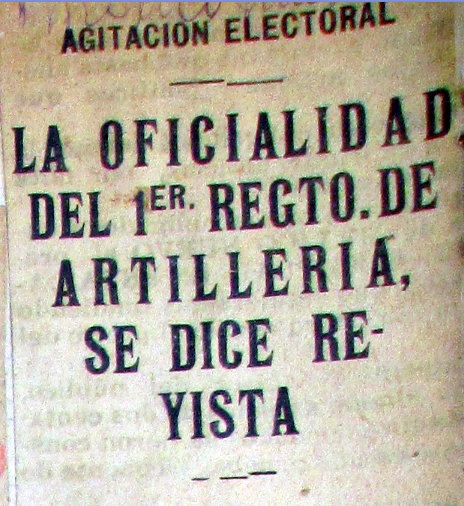 AGITACION ELECTORAL
LA OFICIALIDAD
DEL 1ER. REGTO. DE
ARTILLERIA,
SE DICE RE-
YISTA